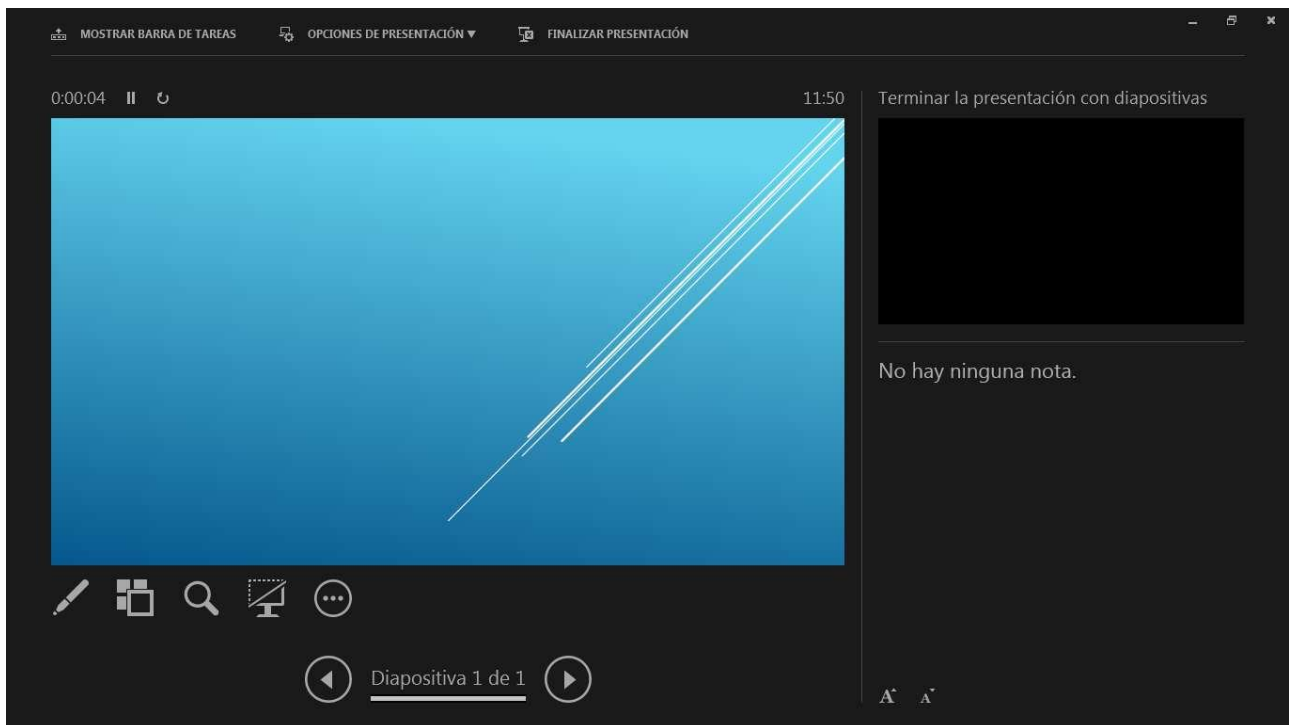 MOSTRAR BARRA DE TAREAS OPCIONES DE PRESENTACIÓN ▼ FINALIZAR PRESENTACIÓN
0:00:04 11:50
Terminar la presentación con diapositivas
No hay ninguna nota.
Diapositiva 1 de 1
A A